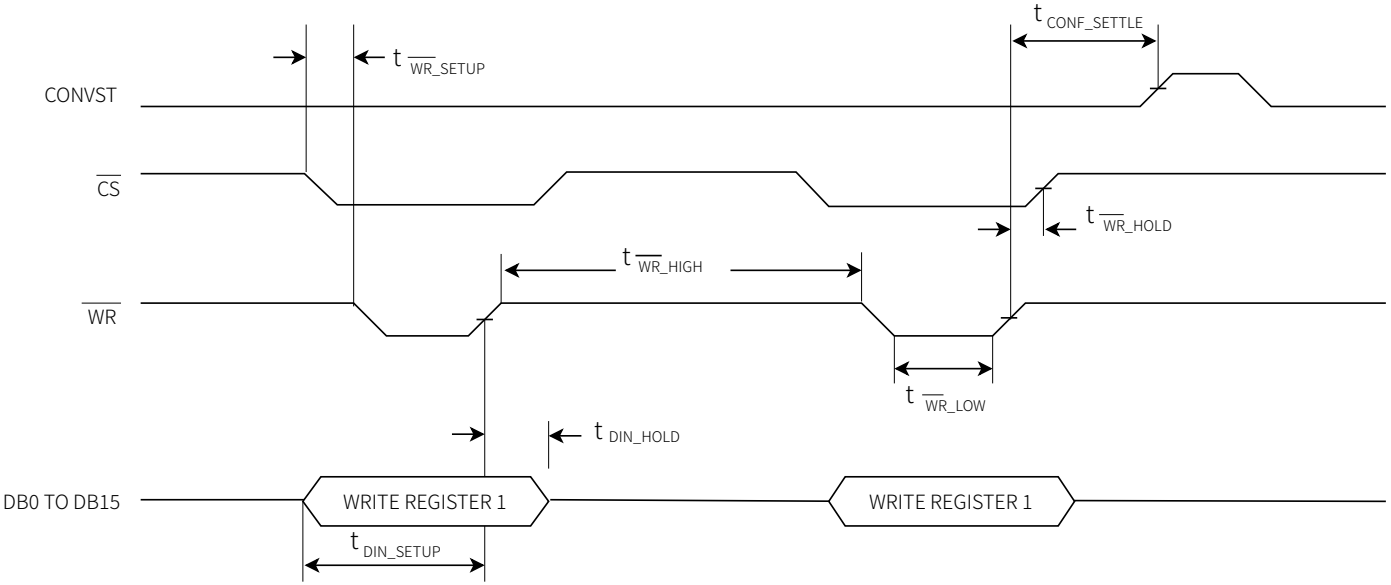 t CONF_SETTLE
t WR_SETUP
CONVST
CS
t WR_HOLD
t WR_HIGH
WR
t WR_LOW
t DIN_HOLD
DB0 TO DB15
WRITE REGISTER 1
WRITE REGISTER 1
t DIN_SETUP